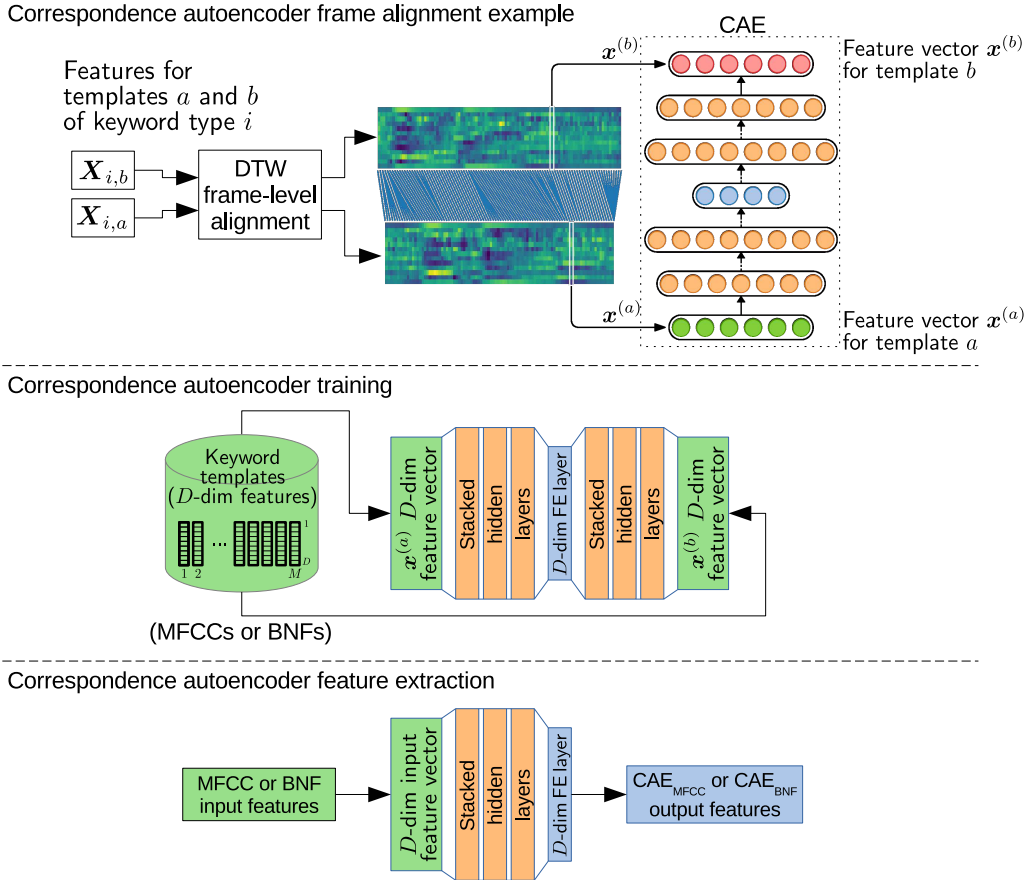 Correspondence autoencoder frame alignment example
CAE
Features for
templates a and b
of keyword type i
X_{i,b}
X_{i,a}
DTW
frame-level
alignment
x^{(b)}
Feature vector x^{(b)}
for template b
x^{(a)}
Feature vector x^{(a)}
for template a
Correspondence autoencoder training
Keyword
templates
(D-dim features)
1 2 ... M
1
D
(MFCCs or BNFs)
x^{(a)} D-dim
feature vector
Stacked
hidden
layers
D-dim FE layer
Stacked
hidden
layers
x^{(b)} D-dim
feature vector
Correspondence autoencoder feature extraction
MFCC or BNF
input features
D-dim input
feature vector
Stacked
hidden
layers
D-dim FE layer
CAE_{MFCC} or CAE_{BNF}
output features